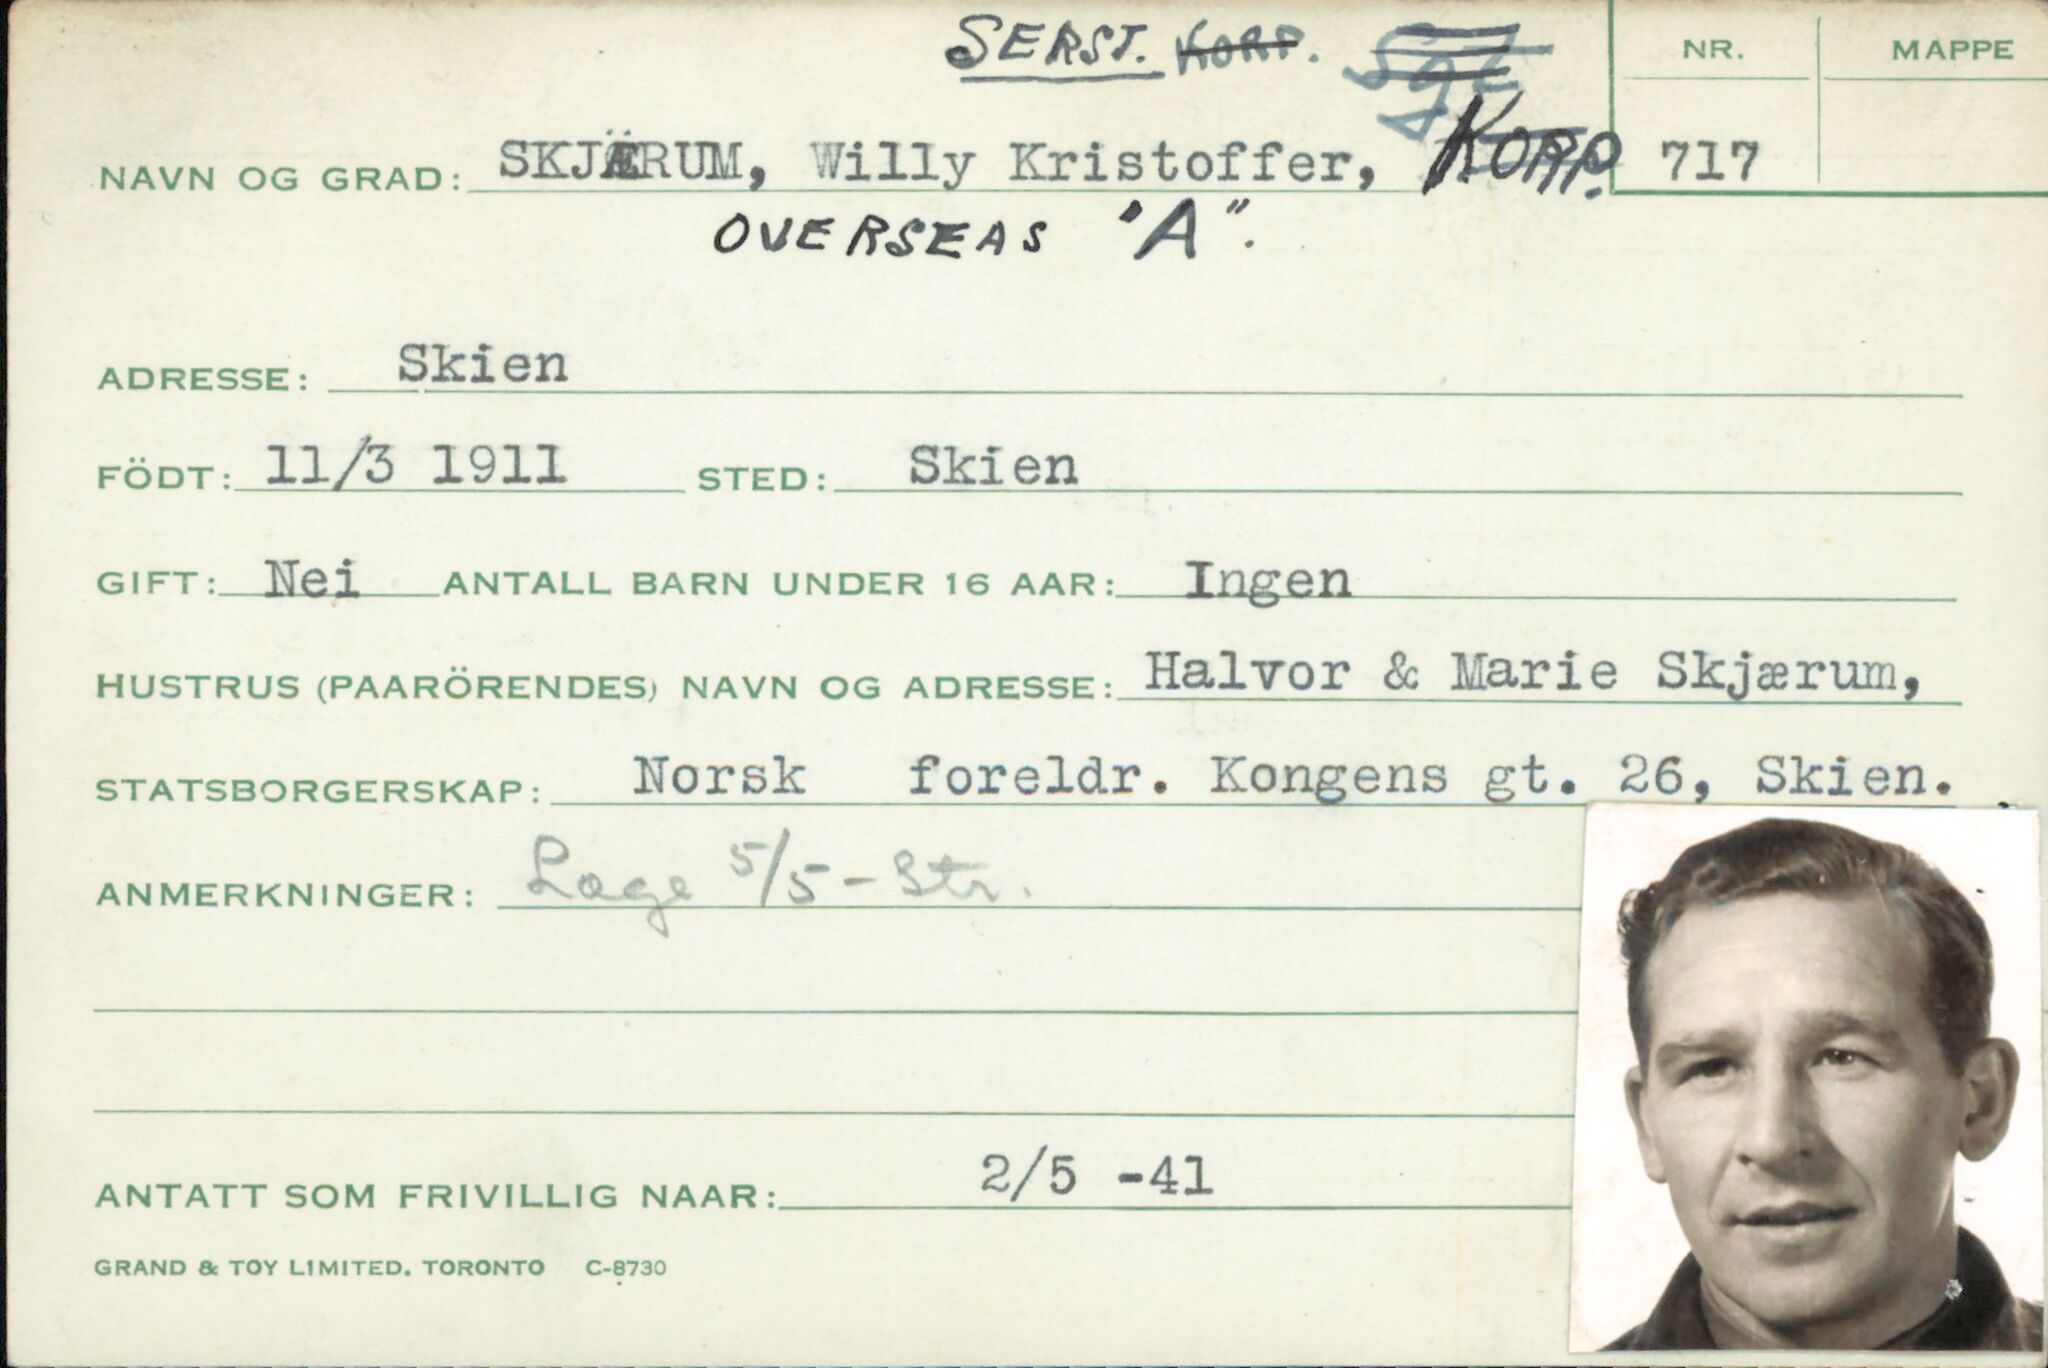 SERSJ. KORP. Sgt
NR. MAPPE
NAVN OG GRAD: SKJÆRUM, Willy Kristoffer, KORP. 717
OVERSEAS "A".
ADRESSE: Skien
FÖDT: 11/3 1911 STED: Skien
GIFT: Nei ANTALL BARN UNDER 16 AAR: Ingen
HUSTRUS (PAARÖRENDES) NAVN OG ADRESSE: Halvor & Marie Skjærum,
STATSBORGERSKAP: Norsk foreldr. Kongens gt. 26, Skien.
ANMERKNINGER: Lage 5/5 - Str.
ANTATT SOM FRIVILLIG NAAR: 2/5 -41
GRAND & TOY LIMITED. TORONTO C-8730